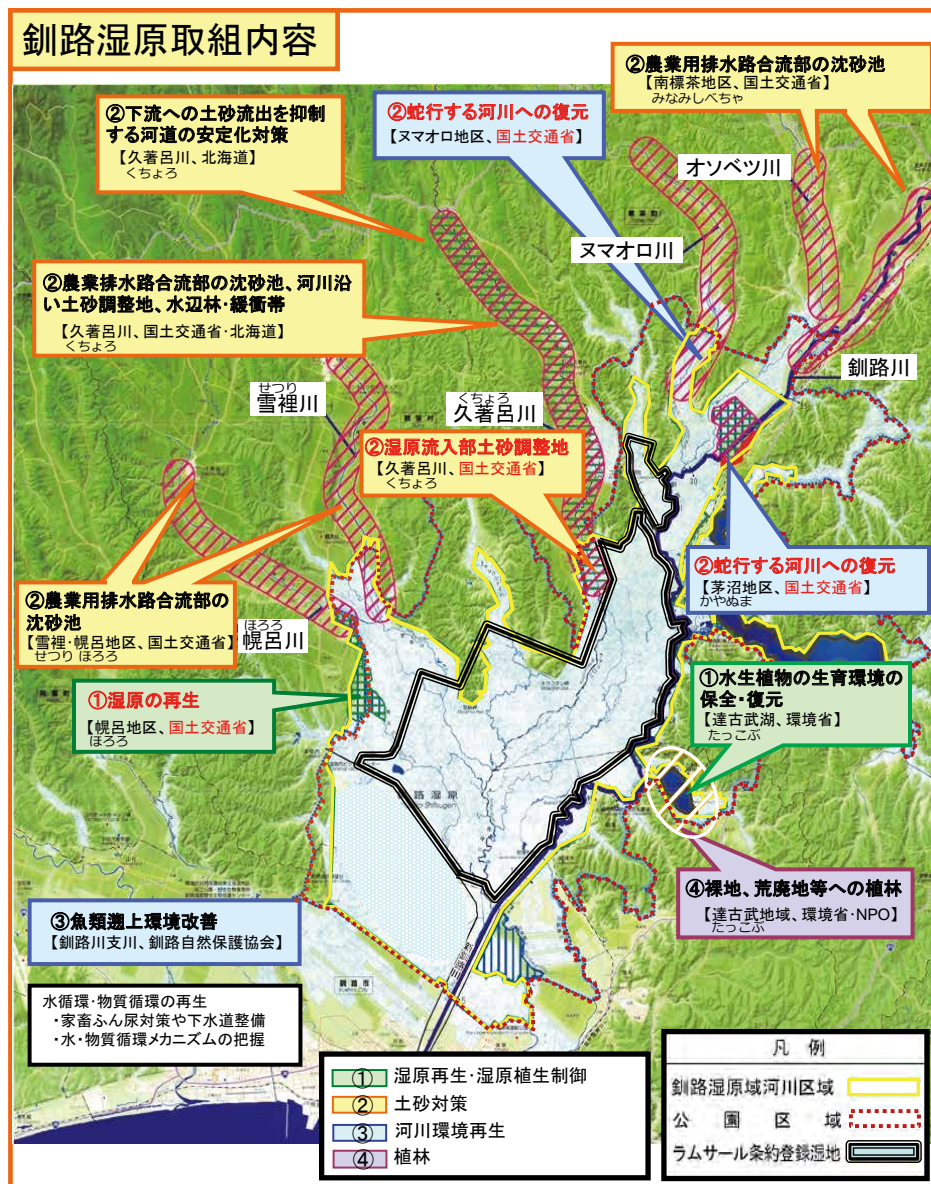 釧路湿原取組内容
②農業用排水路合流部の沈砂池
【南標茶地区、国土交通省】
みなみしべちゃ
②下流への土砂流出を抑制
する河道の安定化対策
【久著呂川、北海道】
くちょろ
②蛇行する河川への復元
【ヌマオロ地区、国土交通省】
オソベツ川
ヌマオロ川
②農業排水路合流部の沈砂池、河川沿
い土砂調整地、水辺林・緩衝帯
【久著呂川、国土交通省・北海道】
くちょろ
釧路川
せつり
雪裡川
くちょろ
久著呂川
②湿原流入部土砂調整地
【久著呂川、国土交通省】
くちょろ
②蛇行する河川への復元
【茅沼地区、国土交通省】
かやぬま
②農業用排水路合流部の
沈砂池
【雪裡・幌呂地区、国土交通省】
せつり ほろろ
ほろろ
幌呂川
①湿原の再生
【幌呂地区、国土交通省】
ほろろ
①水生植物の生育環境の
保全・復元
【達古武湖、環境省】
たっこぶ
④裸地、荒廃地等への植林
【達古武地域、環境省・NPO】
たっこぶ
③魚類遡上環境改善
【釧路川支川、釧路自然保護協会】
釧路市
水循環・物質循環の再生
・家畜ふん尿対策や下水道整備
・水・物質循環メカニズムの把握
① 湿原再生・湿原植生制御
② 土砂対策
③ 河川環境再生
④ 植林
凡 例
釧路湿原域河川区域
公園区域
ラムサール条約登録湿地